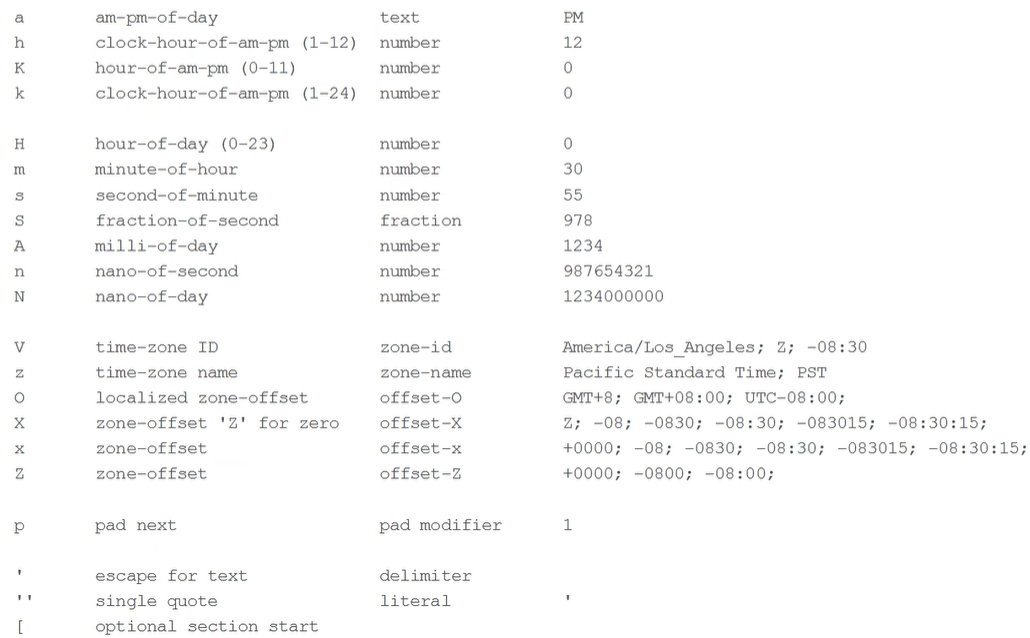 a am-pm-of-day text PM
h clock-hour-of-am-pm (1-12) number 12
K hour-of-am-pm (0-11) number 0
k clock-hour-of-am-pm (1-24) number 0
H hour-of-day (0-23) number 0
m minute-of-hour number 30
s second-of-minute number 55
S fraction-of-second fraction 978
A milli-of-day number 1234
n nano-of-second number 987654321
N nano-of-day number 1234000000
V time-zone ID zone-id America/Los_Angeles; Z; -08:30
z time-zone name zone-name Pacific Standard Time; PST
O localized zone-offset offset-O GMT+8; GMT+08:00; UTC-08:00;
X zone-offset 'Z' for zero offset-X Z; -08; -0830; -08:30; -083015; -08:30:15;
x zone-offset offset-x +0000; -08; -0830; -08:30; -083015; -08:30:15;
Z zone-offset offset-Z +0000; -0800; -08:00;
p pad next pad modifier 1
' escape for text delimiter
'' single quote literal '
[ optional section start